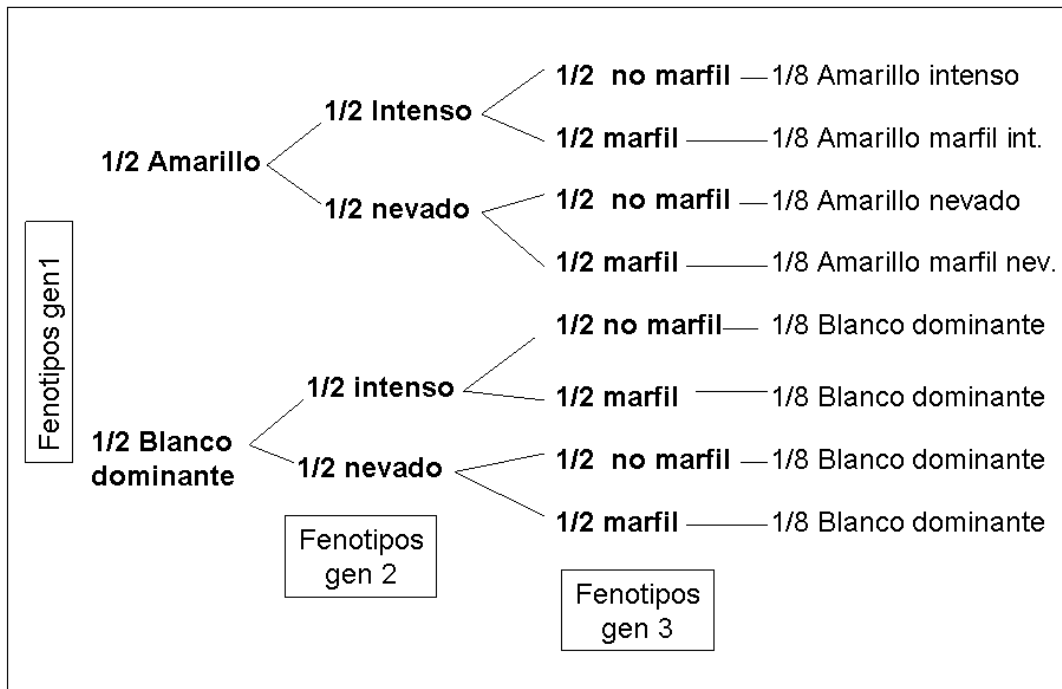 1/2 no marfil
1/8 Amarillo intenso
1/2 Intenso
1/2 marfil
1/8 Amarillo marfil int.
1/2 Amarillo
1/2 nevado
1/2 no marfil
1/8 Amarillo nevado
1/2 marfil
1/8 Amarillo marfil nev.
Fenotipos gen1
1/2 no marfil
1/8 Blanco dominante
1/2 intenso
1/2 marfil
1/8 Blanco dominante
1/2 Blanco
dominante
1/2 nevado
1/2 no marfil
1/8 Blanco dominante
1/2 marfil
1/8 Blanco dominante
Fenotipos
gen 2
Fenotipos
gen 3